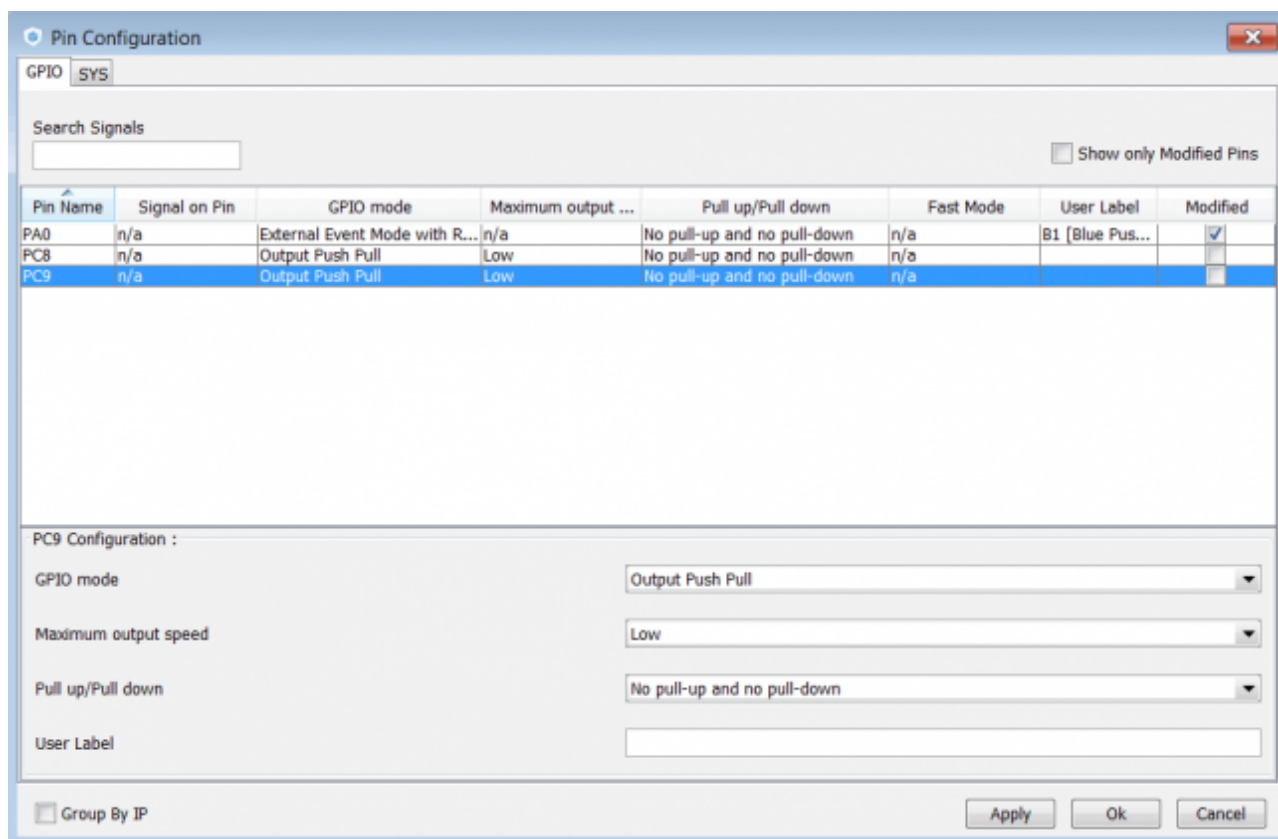 Pin Configuration
GPIO SYS
Search Signals
Show only Modified Pins
Pin Name Signal on Pin GPIO mode Maximum output ... Pull up/Pull down Fast Mode User Label Modified
PA0 n/a External Event Mode with R... n/a No pull-up and no pull-down n/a B1 [Blue Pus...
PC8 n/a Output Push Pull Low No pull-up and no pull-down n/a
PC9 n/a Output Push Pull Low No pull-up and no pull-down n/a
PC9 Configuration :
GPIO mode Output Push Pull
Maximum output speed Low
Pull up/Pull down No pull-up and no pull-down
User Label
Group By IP Apply Ok Cancel